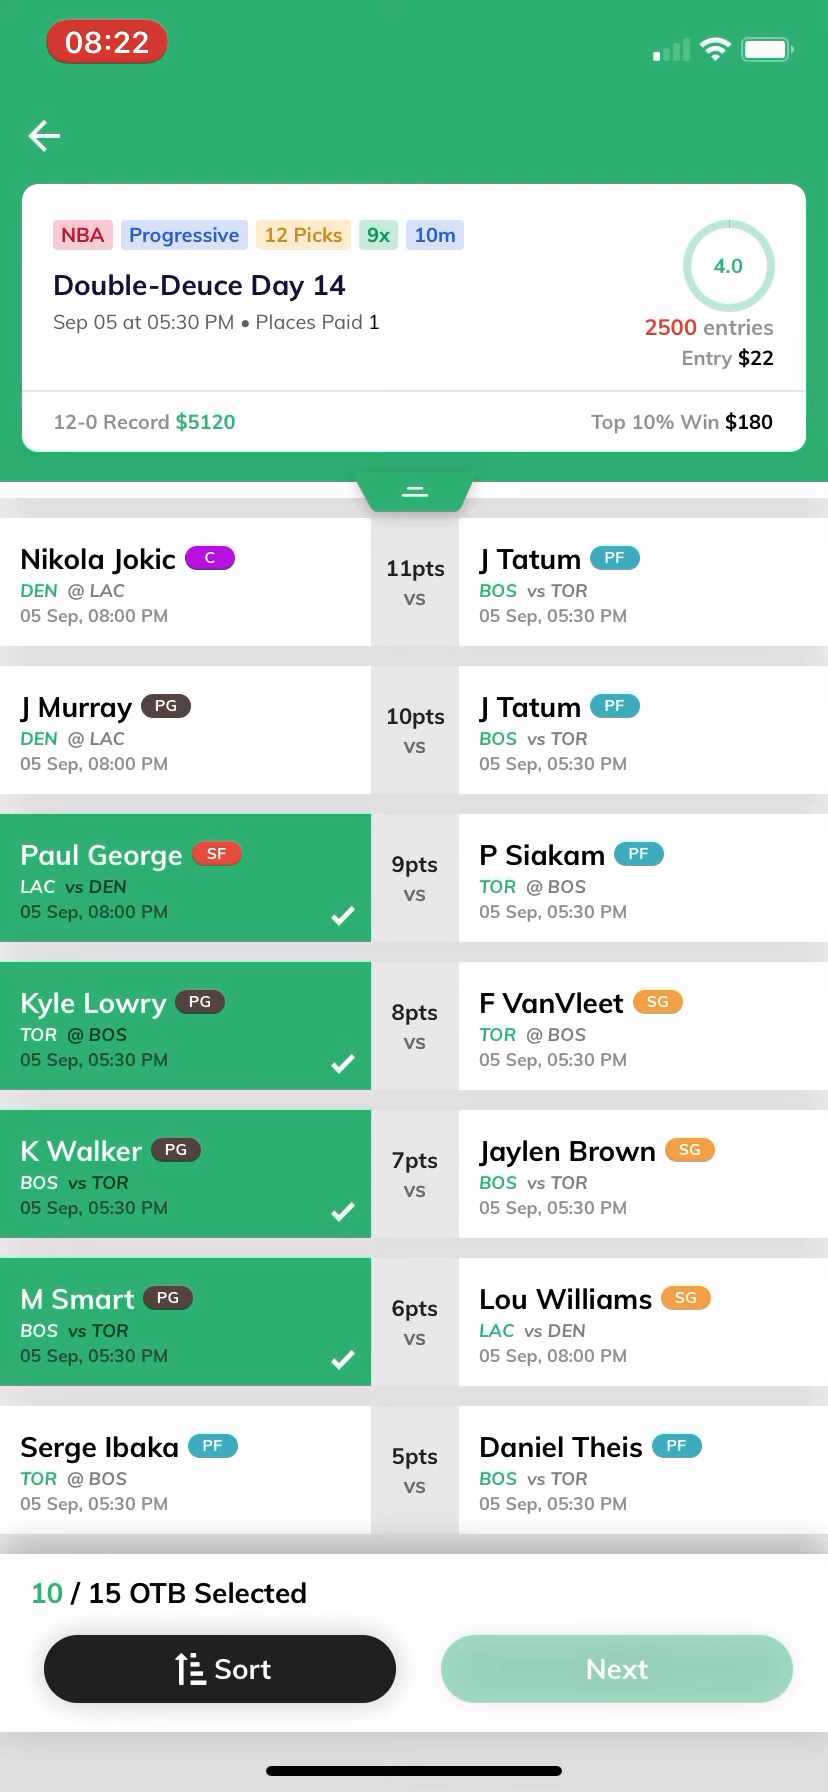 08:22
NBA Progressive 12 Picks 9x 10m
Double-Deuce Day 14
Sep 05 at 05:30 PM • Places Paid 1
4.0
2500 entries
Entry $22
12-0 Record $5120
Top 10% Win $180
Nikola Jokic C
DEN @ LAC
05 Sep, 08:00 PM
11pts
vs
J Tatum PF
BOS vs TOR
05 Sep, 05:30 PM
J Murray PG
DEN @ LAC
05 Sep, 08:00 PM
10pts
vs
J Tatum PF
BOS vs TOR
05 Sep, 05:30 PM
Paul George SF
LAC vs DEN
05 Sep, 08:00 PM
9pts
vs
P Siakam PF
TOR @ BOS
05 Sep, 05:30 PM
Kyle Lowry PG
TOR @ BOS
05 Sep, 05:30 PM
8pts
vs
F VanVleet SG
TOR @ BOS
05 Sep, 05:30 PM
K Walker PG
BOS vs TOR
05 Sep, 05:30 PM
7pts
vs
Jaylen Brown SG
BOS vs TOR
05 Sep, 05:30 PM
M Smart PG
BOS vs TOR
05 Sep, 05:30 PM
6pts
vs
Lou Williams SG
LAC vs DEN
05 Sep, 08:00 PM
Serge Ibaka PF
TOR @ BOS
05 Sep, 05:30 PM
5pts
vs
Daniel Theis PF
BOS vs TOR
05 Sep, 05:30 PM
10 / 15 OTB Selected
Sort
Next